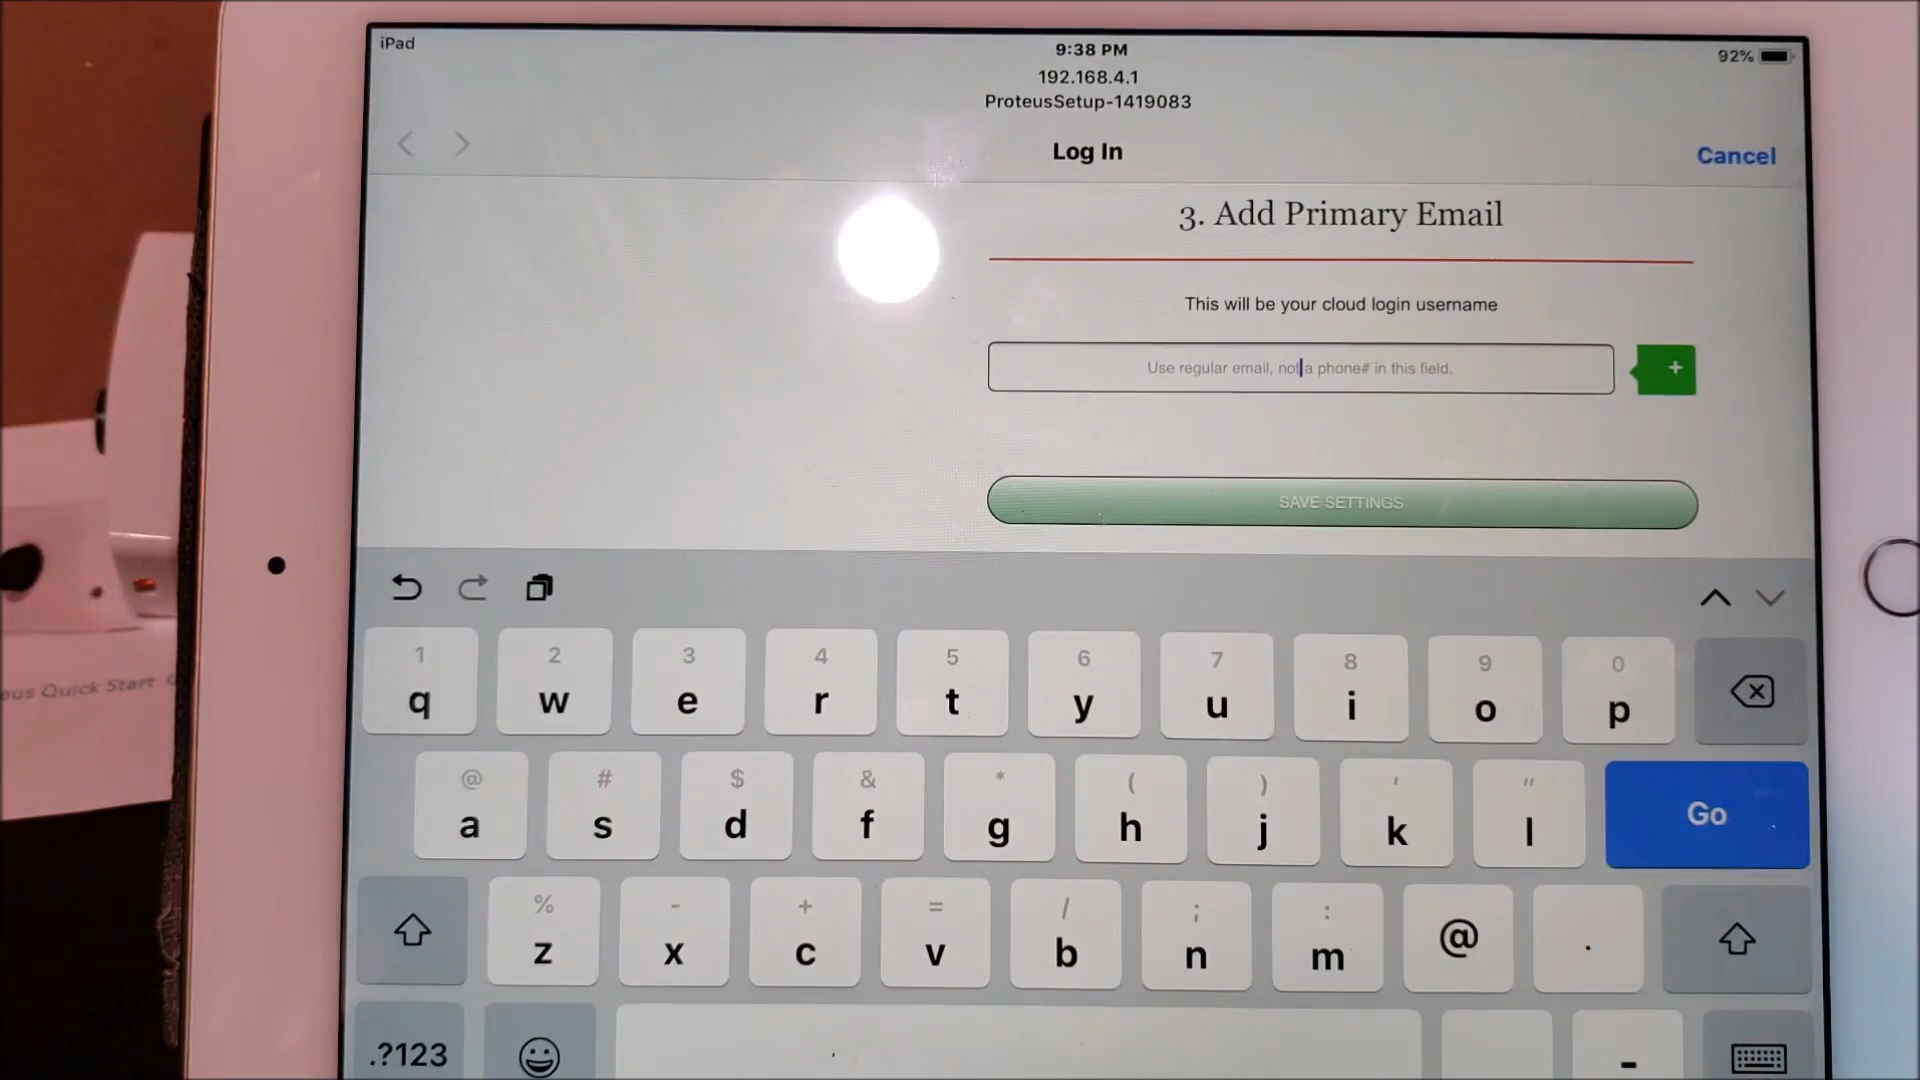 iPad
9:38 PM
92%
192.168.4.1
ProteusSetup-1419083
Log In
Cancel
3. Add Primary Email
This will be your cloud login username
Use regular email, not a phone# in this field.
+
SAVE SETTINGS
1 2 3 4 5 6 7 8 9 0
q w e r t y u i o p
@ # $ & * ( ) ' "
a s d f g h j k l
Go
% - + = / ; :
z x c v b n m @ .
.?123
-
eus Quick Start